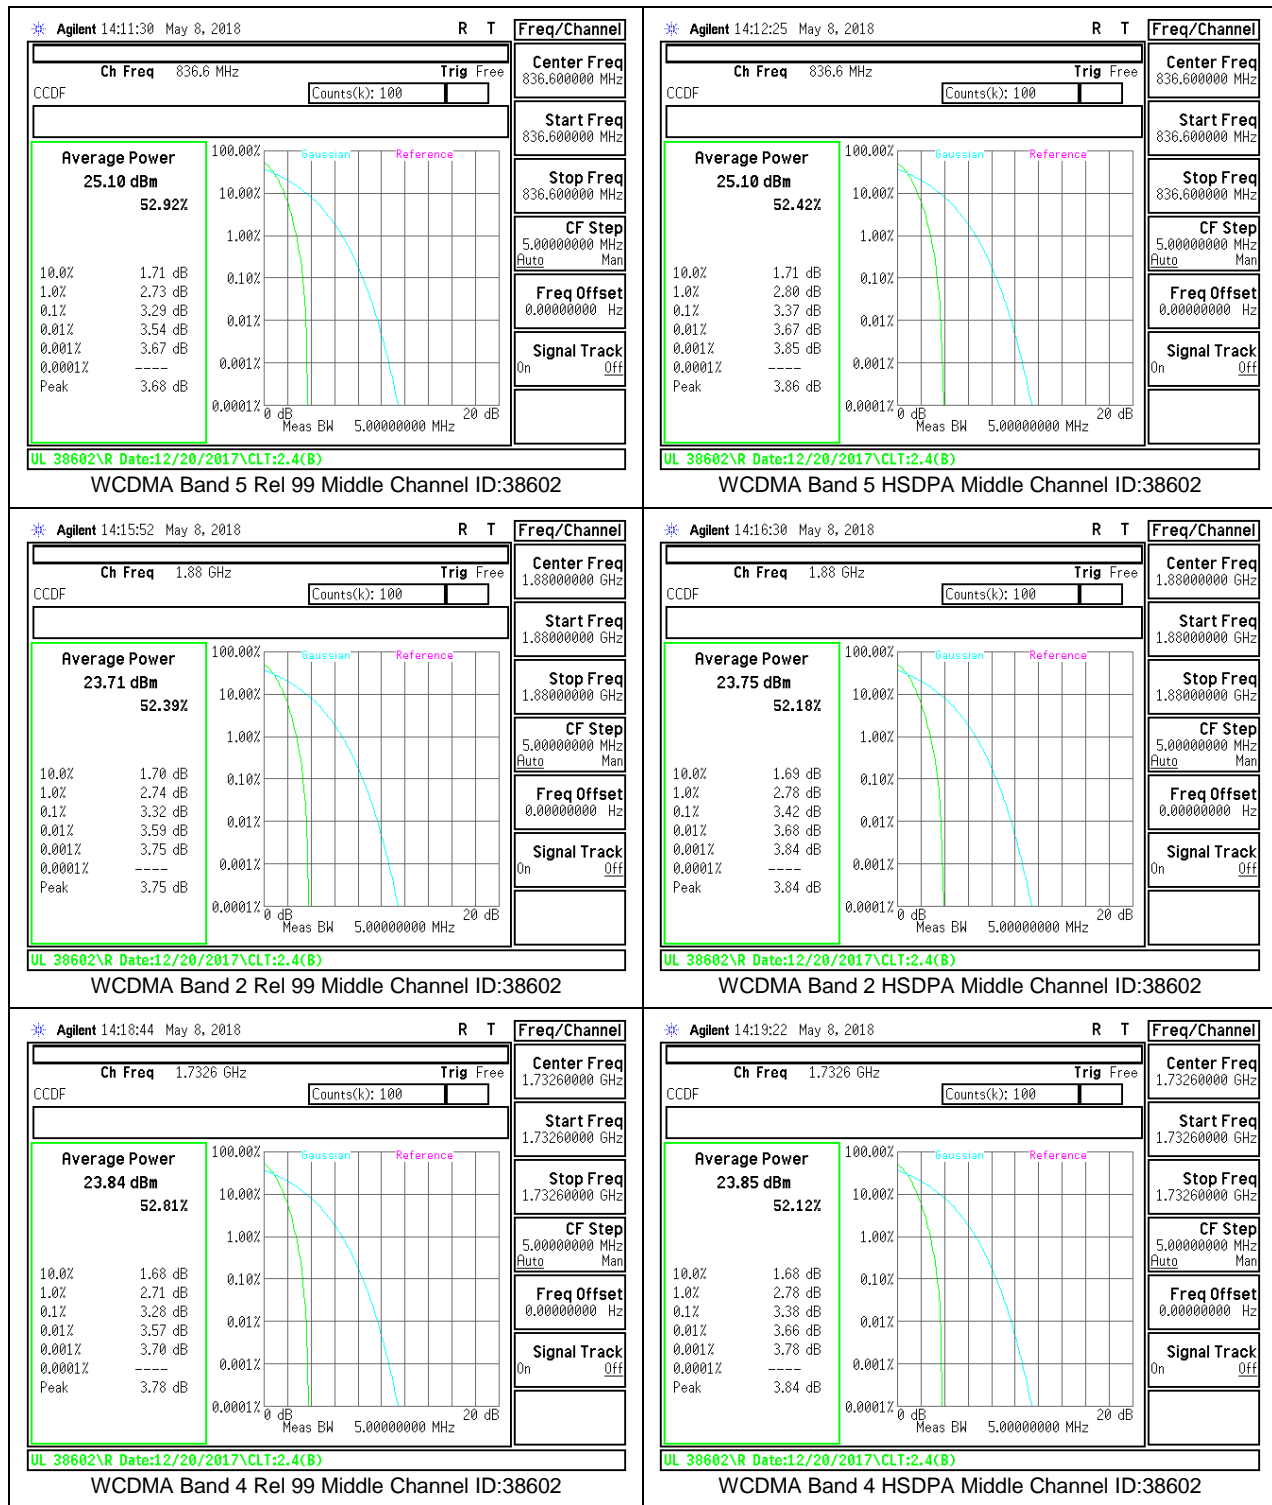 Agilent 14:11:30 May 8, 2018 R T
Freq/Channel
Ch Freq 836.6 MHz Trig Free
CCDF Counts(k): 100
Average Power
25.10 dBm
52.92%
10.0% 1.71 dB
1.0% 2.73 dB
0.1% 3.29 dB
0.01% 3.54 dB
0.001% 3.67 dB
0.0001% ----
Peak 3.68 dB
Gaussian Reference
100.00%
10.00%
1.00%
0.10%
0.01%
0.001%
0.0001%
0 dB 20 dB
Meas BW 5.00000000 MHz
Center Freq
836.600000 MHz
Start Freq
836.600000 MHz
Stop Freq
836.600000 MHz
CF Step
5.00000000 MHz
Auto Man
Freq Offset
0.00000000 Hz
Signal Track
On Off
UL 38602\R Date:12/20/2017\CLT:2.4(B)
WCDMA Band 5 Rel 99 Middle Channel ID:38602
Agilent 14:12:25 May 8, 2018 R T
Freq/Channel
Ch Freq 836.6 MHz Trig Free
CCDF Counts(k): 100
Average Power
25.10 dBm
52.42%
10.0% 1.71 dB
1.0% 2.80 dB
0.1% 3.37 dB
0.01% 3.67 dB
0.001% 3.85 dB
0.0001% ----
Peak 3.86 dB
Gaussian Reference
100.00%
10.00%
1.00%
0.10%
0.01%
0.001%
0.0001%
0 dB 20 dB
Meas BW 5.00000000 MHz
Center Freq
836.600000 MHz
Start Freq
836.600000 MHz
Stop Freq
836.600000 MHz
CF Step
5.00000000 MHz
Auto Man
Freq Offset
0.00000000 Hz
Signal Track
On Off
UL 38602\R Date:12/20/2017\CLT:2.4(B)
WCDMA Band 5 HSDPA Middle Channel ID:38602
Agilent 14:15:52 May 8, 2018 R T
Freq/Channel
Ch Freq 1.88 GHz Trig Free
CCDF Counts(k): 100
Average Power
23.71 dBm
52.39%
10.0% 1.70 dB
1.0% 2.74 dB
0.1% 3.32 dB
0.01% 3.59 dB
0.001% 3.75 dB
0.0001% ----
Peak 3.75 dB
Gaussian Reference
100.00%
10.00%
1.00%
0.10%
0.01%
0.001%
0.0001%
0 dB 20 dB
Meas BW 5.00000000 MHz
Center Freq
1.88000000 GHz
Start Freq
1.88000000 GHz
Stop Freq
1.88000000 GHz
CF Step
5.00000000 MHz
Auto Man
Freq Offset
0.00000000 Hz
Signal Track
On Off
UL 38602\R Date:12/20/2017\CLT:2.4(B)
WCDMA Band 2 Rel 99 Middle Channel ID:38602
Agilent 14:16:30 May 8, 2018 R T
Freq/Channel
Ch Freq 1.88 GHz Trig Free
CCDF Counts(k): 100
Average Power
23.75 dBm
52.18%
10.0% 1.69 dB
1.0% 2.78 dB
0.1% 3.42 dB
0.01% 3.68 dB
0.001% 3.84 dB
0.0001% ----
Peak 3.84 dB
Gaussian Reference
100.00%
10.00%
1.00%
0.10%
0.01%
0.001%
0.0001%
0 dB 20 dB
Meas BW 5.00000000 MHz
Center Freq
1.88000000 GHz
Start Freq
1.88000000 GHz
Stop Freq
1.88000000 GHz
CF Step
5.00000000 MHz
Auto Man
Freq Offset
0.00000000 Hz
Signal Track
On Off
UL 38602\R Date:12/20/2017\CLT:2.4(B)
WCDMA Band 2 HSDPA Middle Channel ID:38602
Agilent 14:18:44 May 8, 2018 R T
Freq/Channel
Ch Freq 1.7326 GHz Trig Free
CCDF Counts(k): 100
Average Power
23.84 dBm
52.81%
10.0% 1.68 dB
1.0% 2.71 dB
0.1% 3.28 dB
0.01% 3.57 dB
0.001% 3.70 dB
0.0001% ----
Peak 3.78 dB
Gaussian Reference
100.00%
10.00%
1.00%
0.10%
0.01%
0.001%
0.0001%
0 dB 20 dB
Meas BW 5.00000000 MHz
Center Freq
1.73260000 GHz
Start Freq
1.73260000 GHz
Stop Freq
1.73260000 GHz
CF Step
5.00000000 MHz
Auto Man
Freq Offset
0.00000000 Hz
Signal Track
On Off
UL 38602\R Date:12/20/2017\CLT:2.4(B)
WCDMA Band 4 Rel 99 Middle Channel ID:38602
Agilent 14:19:22 May 8, 2018 R T
Freq/Channel
Ch Freq 1.7326 GHz Trig Free
CCDF Counts(k): 100
Average Power
23.85 dBm
52.12%
10.0% 1.68 dB
1.0% 2.78 dB
0.1% 3.38 dB
0.01% 3.66 dB
0.001% 3.78 dB
0.0001% ----
Peak 3.84 dB
Gaussian Reference
100.00%
10.00%
1.00%
0.10%
0.01%
0.001%
0.0001%
0 dB 20 dB
Meas BW 5.00000000 MHz
Center Freq
1.73260000 GHz
Start Freq
1.73260000 GHz
Stop Freq
1.73260000 GHz
CF Step
5.00000000 MHz
Auto Man
Freq Offset
0.00000000 Hz
Signal Track
On Off
UL 38602\R Date:12/20/2017\CLT:2.4(B)
WCDMA Band 4 HSDPA Middle Channel ID:38602